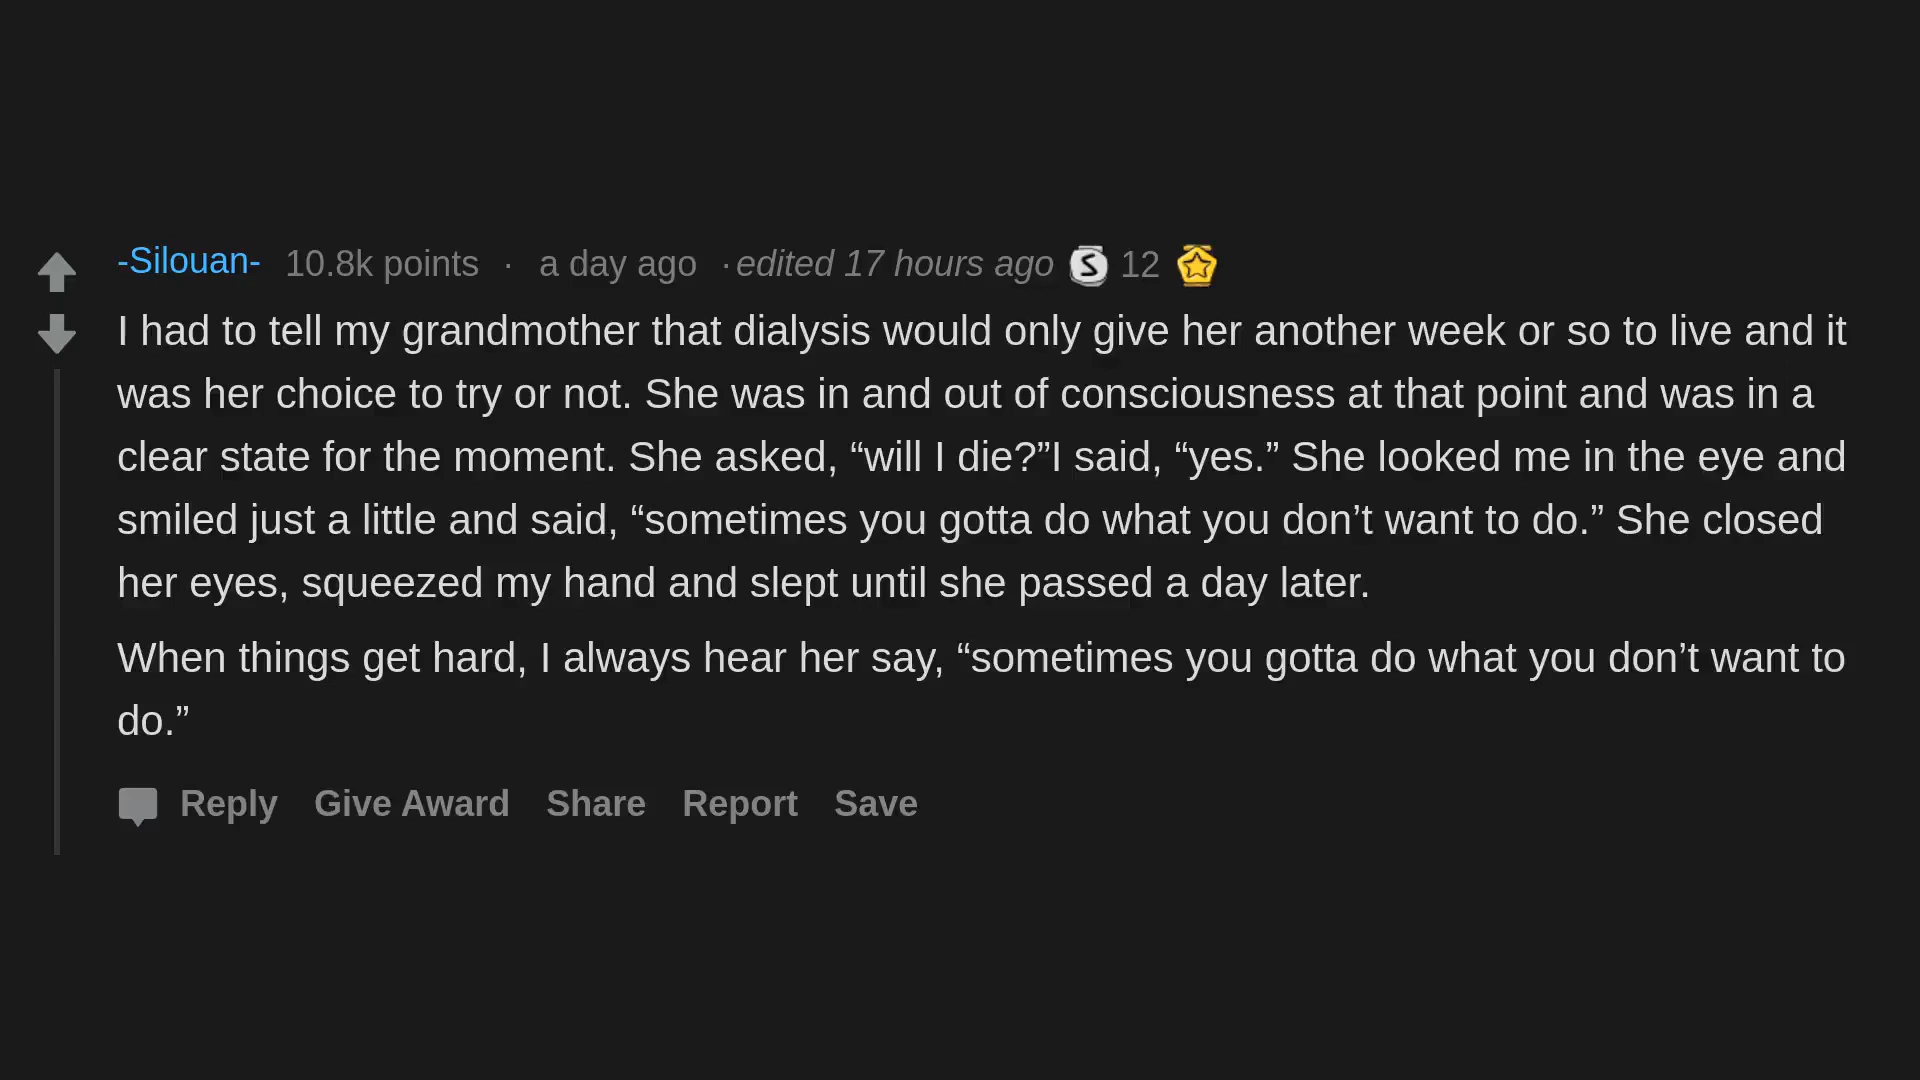 -Silouan- 10.8k points · a day ago · edited 17 hours ago S 12
I had to tell my grandmother that dialysis would only give her another week or so to live and it
was her choice to try or not. She was in and out of consciousness at that point and was in a
clear state for the moment. She asked, “will I die?”I said, “yes.” She looked me in the eye and
smiled just a little and said, “sometimes you gotta do what you don’t want to do.” She closed
her eyes, squeezed my hand and slept until she passed a day later.
When things get hard, I always hear her say, “sometimes you gotta do what you don’t want to
do.”
Reply Give Award Share Report Save